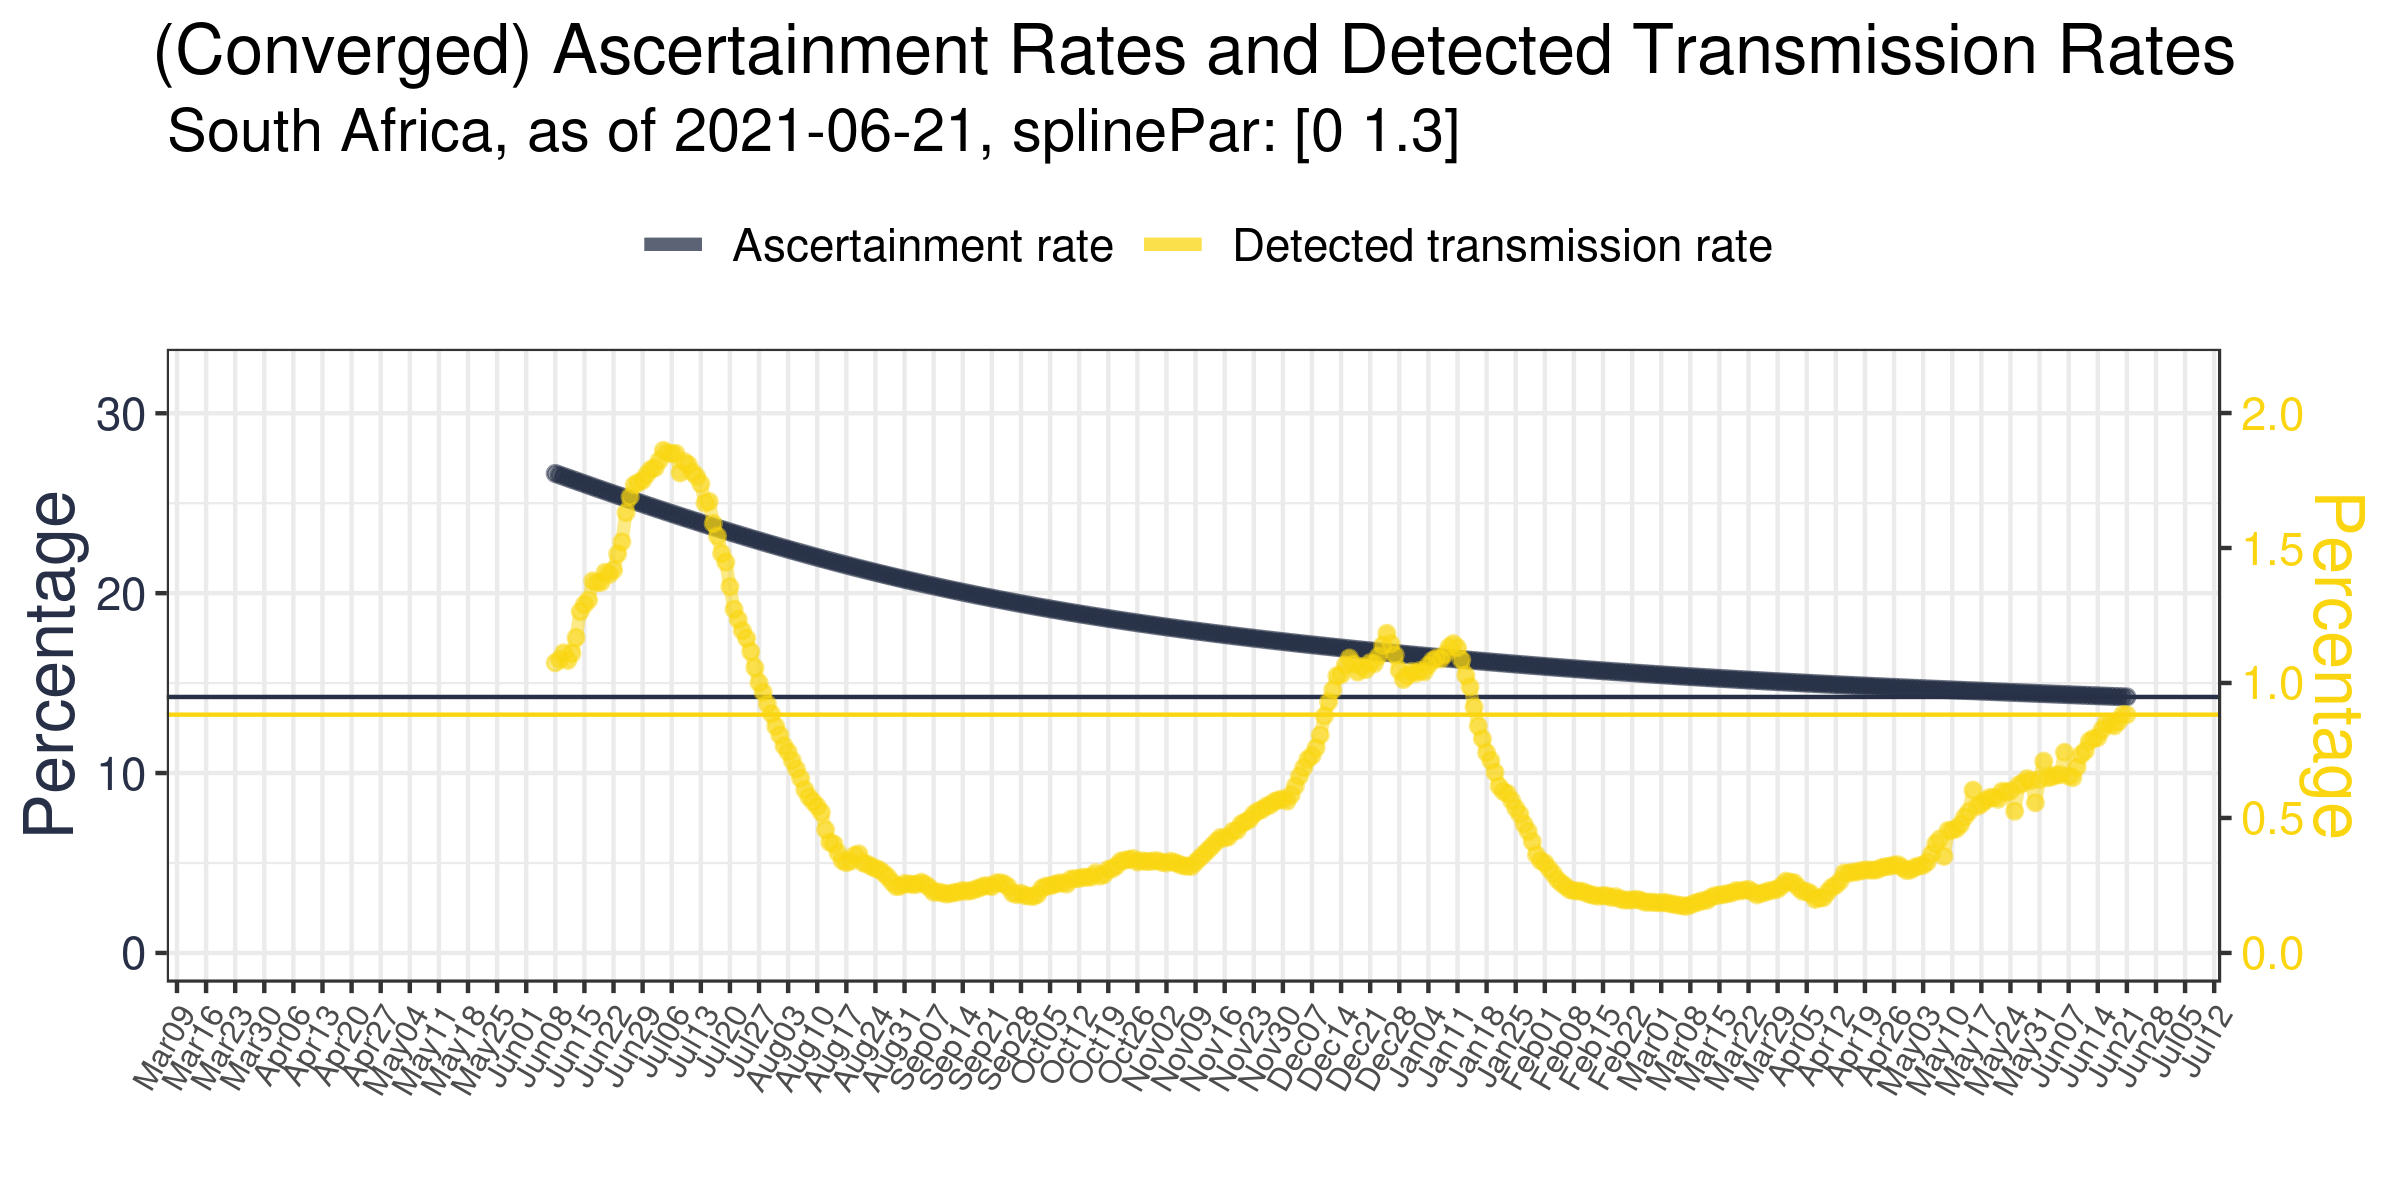 (Converged) Ascertainment Rates and Detected Transmission Rates
South Africa, as of 2021-06-21, splinePar: [0 1.3]
Ascertainment rate
Detected transmission rate
Percentage
30
20
10
0
2.0
1.5
1.0
0.5
0.0
Percentage
Mar09
Mar16
Mar23
Mar30
Apr06
Apr13
Apr20
Apr27
May04
May11
May18
May25
Jun01
Jun08
Jun15
Jun22
Jun29
Jul06
Jul13
Jul20
Jul27
Aug03
Aug10
Aug17
Aug24
Aug31
Sep07
Sep14
Sep21
Sep28
Oct05
Oct12
Oct19
Oct26
Nov02
Nov09
Nov16
Nov23
Nov30
Dec07
Dec14
Dec21
Dec28
Dec04
Jan11
Jan18
Jan25
Feb01
Feb08
Feb15
Feb22
Mar01
Mar08
Mar15
Mar22
Mar29
Apr05
Apr12
Apr19
Apr26
May03
May10
May17
May24
May31
May07
Jun14
Jun21
Jun28
Jul05
Jul12